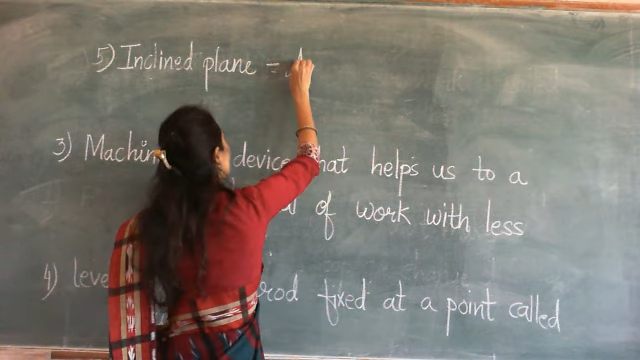 5) Inclined plane =
3) Machin device that helps us to a
of work with less
4) leve rod fixed at a point called